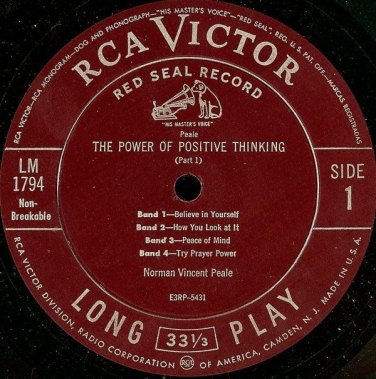 RCA VICTOR—RCA MONOGRAM—DOG AND PHONOGRAPH—"HIS MASTER'S VOICE"—"RED SEAL" REG. U.S. PAT. OFF.—MARCAS REGISTRADAS
RCA VICTOR
RED SEAL RECORD
"HIS MASTER'S VOICE"
Peale
THE POWER OF POSITIVE THINKING
(Part 1)
LM
1794
Non-
Breakable
SIDE
1
Band 1—Believe in Yourself
Band 2—How You Look at It
Band 3—Peace of Mind
Band 4—Try Prayer Power
Norman Vincent Peale
E3RP-5431
LONG 33⅓ PLAY
RCA VICTOR DIVISION, RADIO CORPORATION RCA OF AMERICA, CAMDEN, N.J. MADE IN U.S.A.